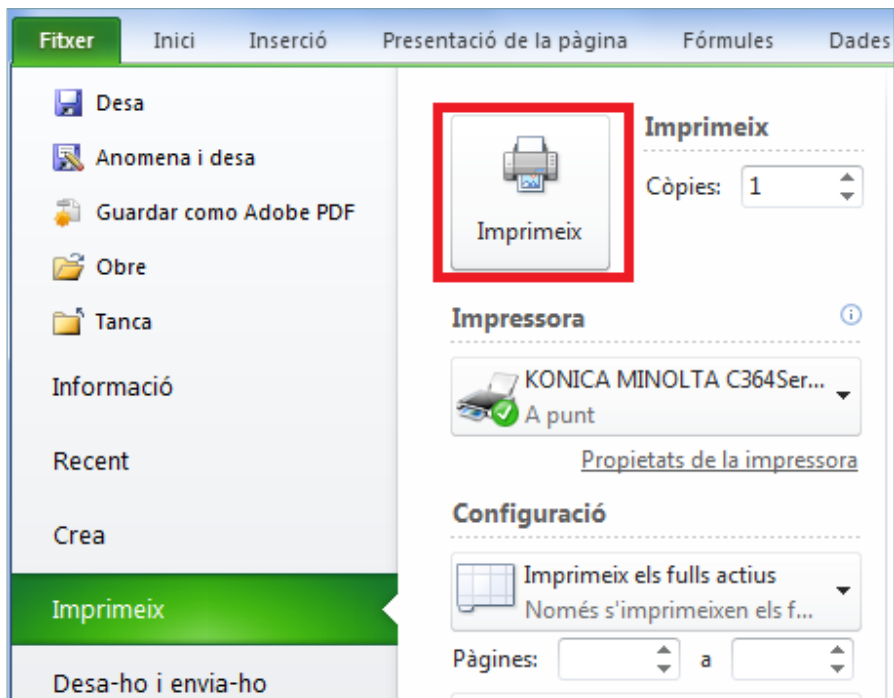 Fitxer Inici Inserció Presentació de la pàgina Fórmules Dades
Desa
Anomena i desa
Guardar como Adobe PDF
Obre
Tanca
Informació
Recent
Crea
Imprimeix
Desa-ho i envia-ho
Imprimeix
Imprimeix
Còpies: 1
Impressora
KONICA MINOLTA C364Ser...
A punt
Propietats de la impressora
Configuració
Imprimeix els fulls actius
Només s'imprimeixen els f...
Pàgines: a